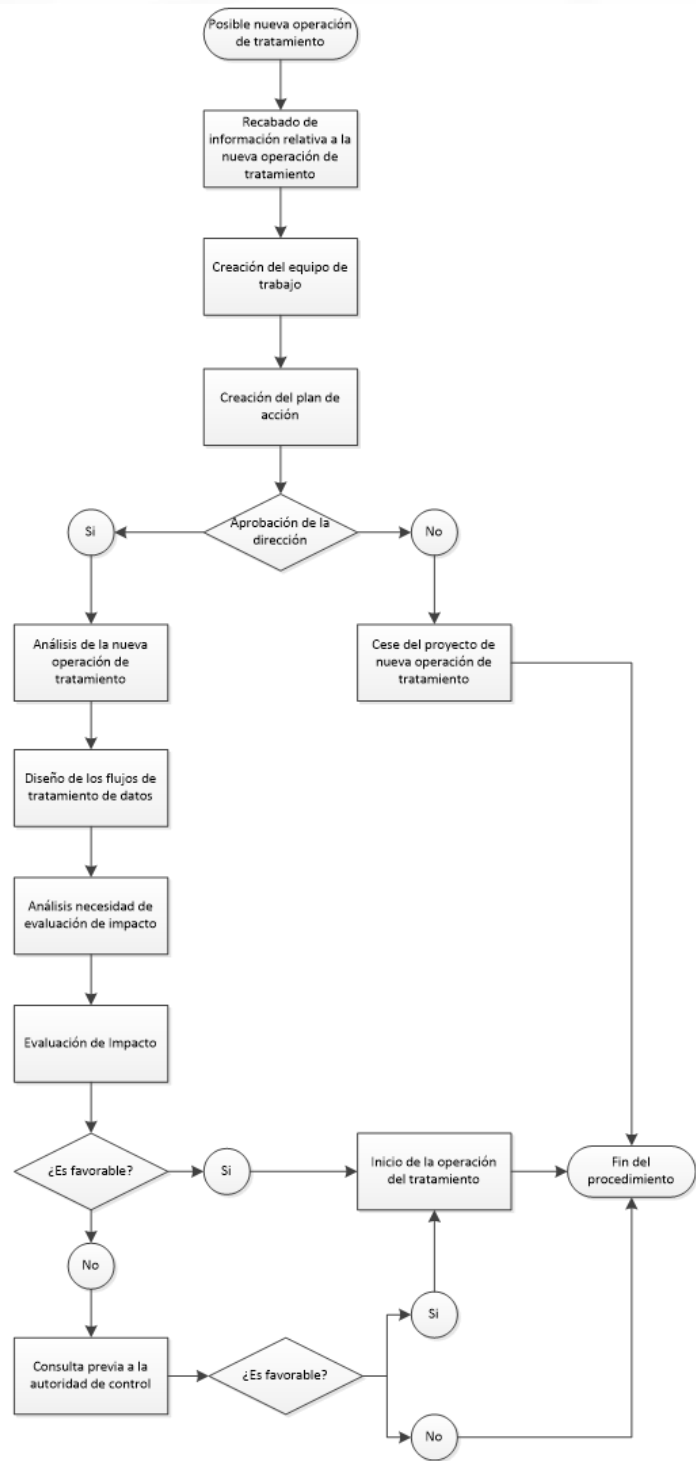 Posible nueva operación
de tratamiento
Recabado de
información relativa a la
nueva operación de
tratamiento
Creación del equipo de
trabajo
Creación del plan de
acción
Aprobación de la
dirección
Si
No
Análisis de la nueva
operación de
tratamiento
Cese del proyecto de
nueva operación de
tratamiento
Diseño de los flujos de
tratamiento de datos
Análisis necesidad de
evaluación de impacto
Evaluación de Impacto
¿Es favorable?
Si
Inicio de la operación
del tratamiento
Fin del
procedimiento
No
Consulta previa a la
autoridad de control
¿Es favorable?
Si
No